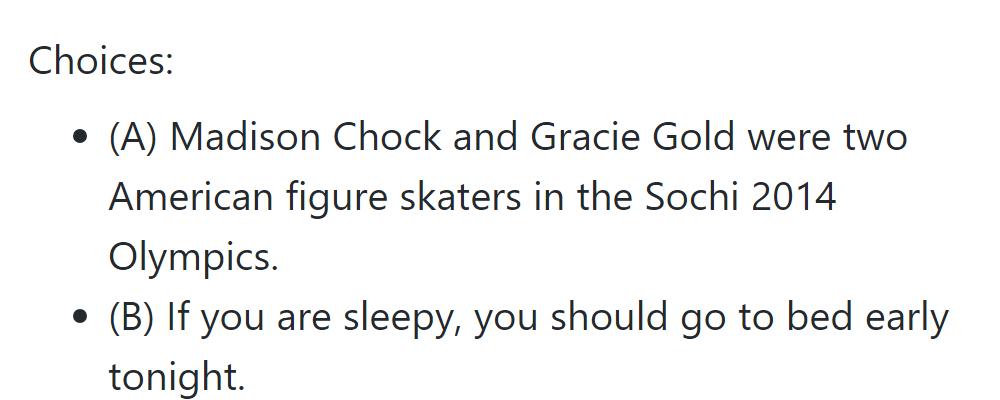 Choices:
• (A) Madison Chock and Gracie Gold were two
American figure skaters in the Sochi 2014
Olympics.
• (B) If you are sleepy, you should go to bed early
tonight.